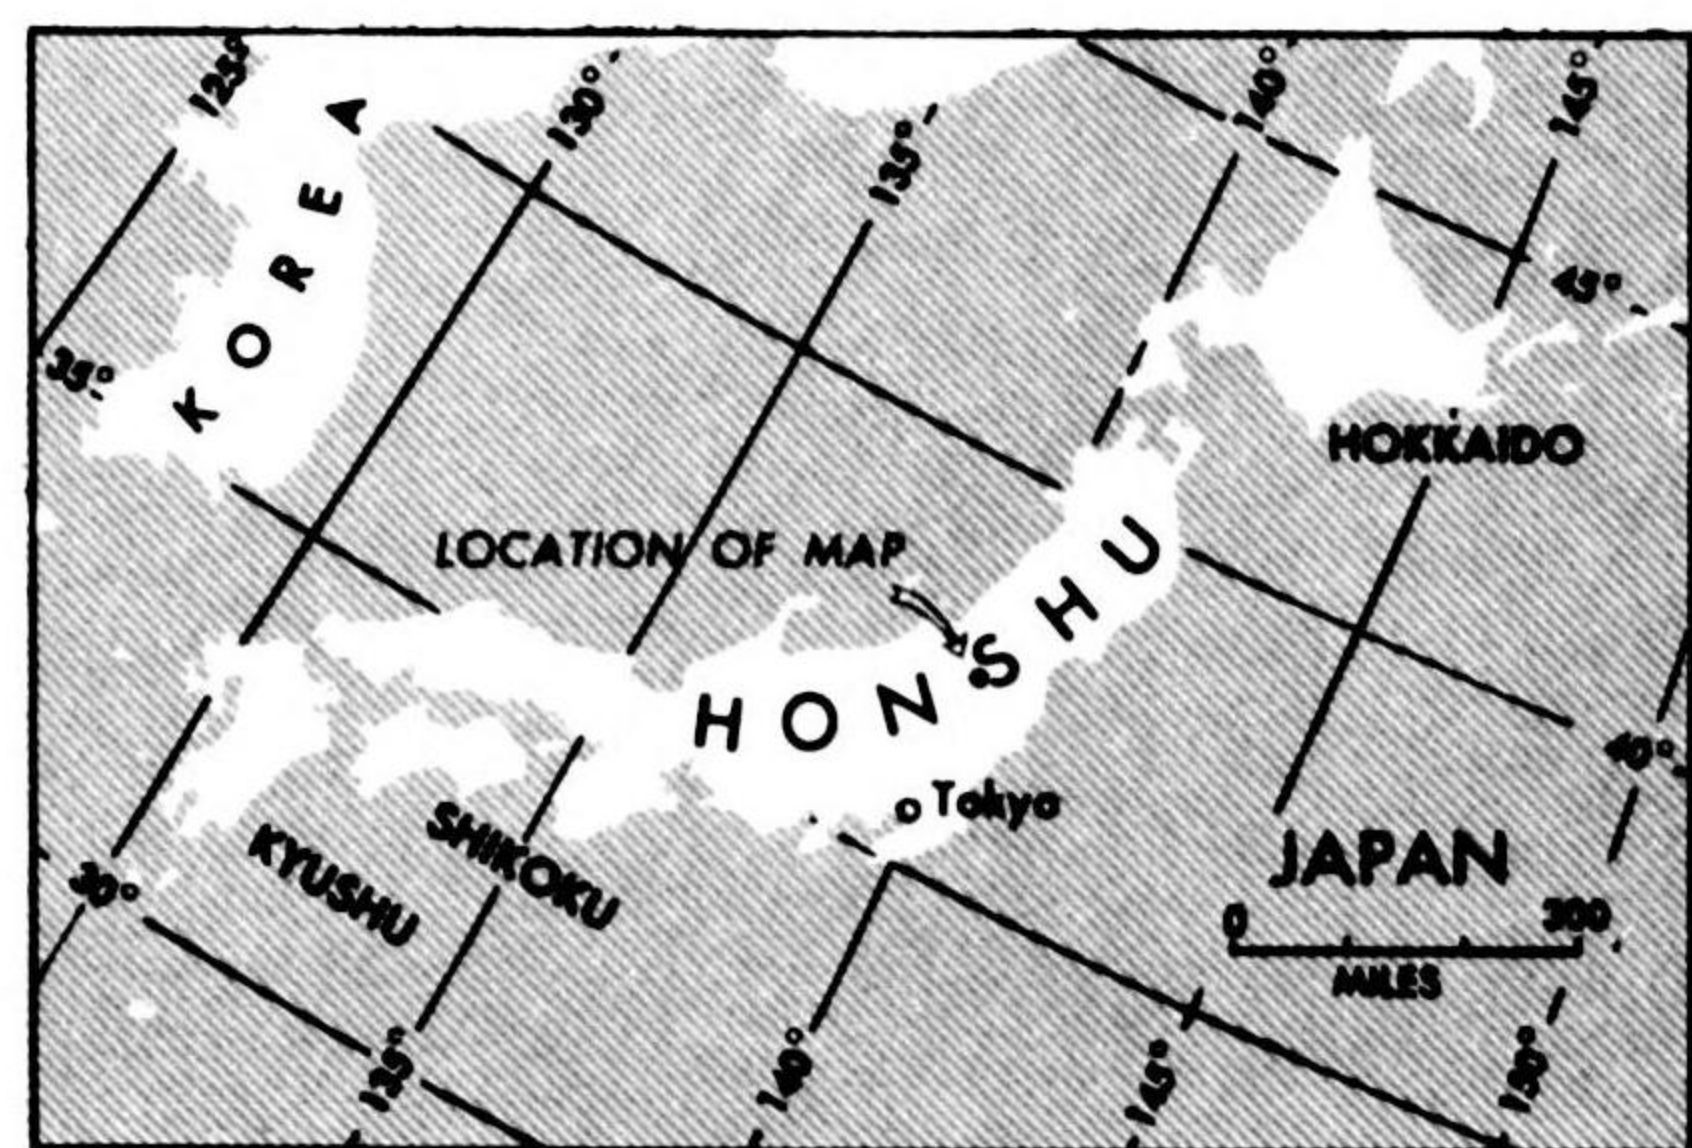 125°
130°
135°
140°
145°
KOREA
45°
35°
HOKKAIDO
LOCATION OF MAP
HONSHU
40°
Tokyo
SHIKOKU
KYUSHU
JAPAN
30°
0 300
MILES
135°
140°
145°
150°